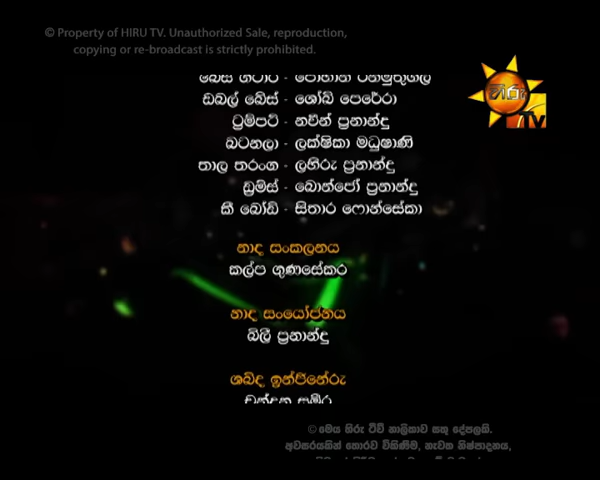 © Property of HIRU TV. Unauthorized Sale, reproduction,
copying or re-broadcast is strictly prohibited.
හිරු
TV
ඩබල් බේස් - ශෝබි පෙරේරා
ට්‍රම්පට් - නවීන් ප්‍රනාන්දු
බටනලා - ලක්ෂිකා මධුෂාණි
තාල තරංග - ලහිරු ප්‍රනාන්දු
ඩ්‍රම්ස් - බොන්ජෝ ප්‍රනාන්දු
කී බෝඩ් - සිතාර ෆොන්සේකා
නාද සංකලනය
කල්ප ගුණසේකර
නාද සංයෝජනය
බිලී ප්‍රනාන්දු
ශබ්ද ඉන්ජිනේරු
© මෙය හිරු ටීවී නාලිකාව සතු දේපලකි.
අවසරයකින් තොරව විකිණීම, නැවත නිෂ්පාදනය,